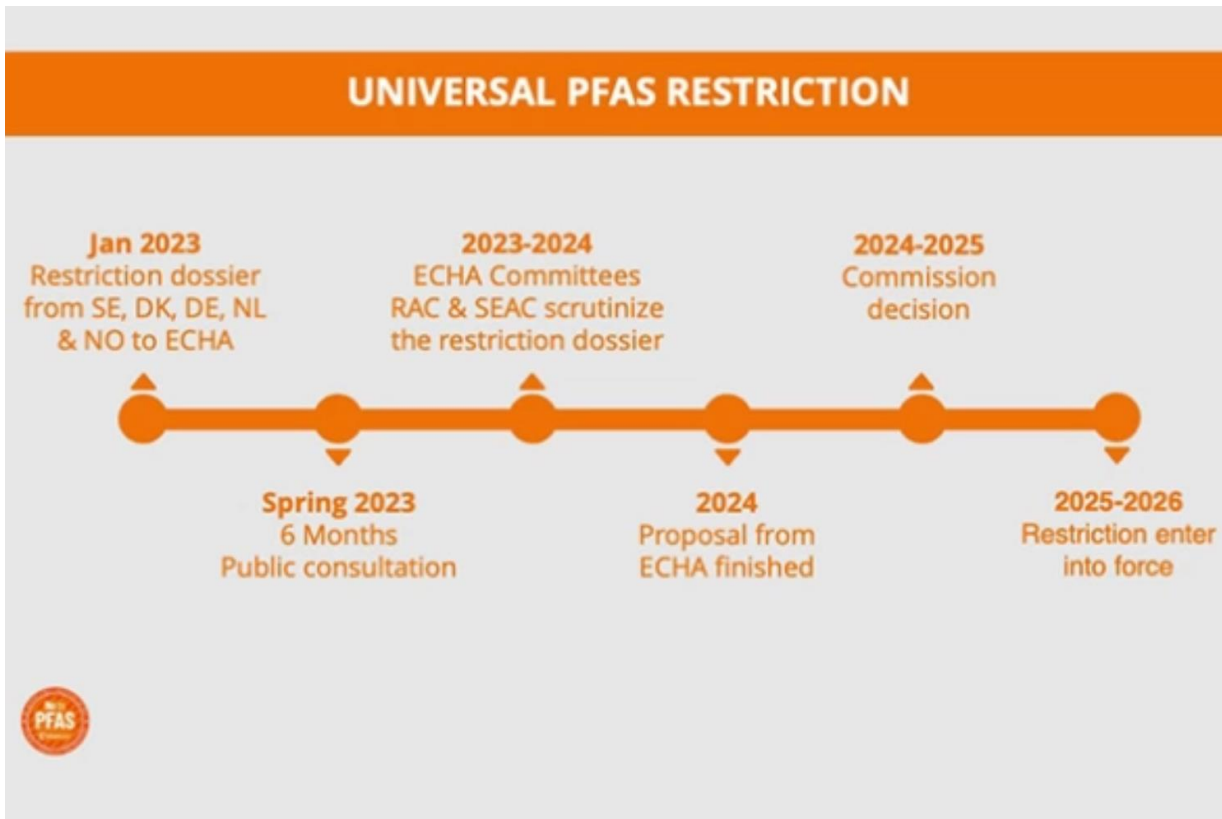 UNIVERSAL PFAS RESTRICTION
Jan 2023
Restriction dossier
from SE, DK, DE, NL
& NO to ECHA
Spring 2023
6 Months
Public consultation
2023-2024
ECHA Committees
RAC & SEAC scrutinize
the restriction dossier
2024
Proposal from
ECHA finished
2024-2025
Commission
decision
2025-2026
Restriction enter
into force
PFAS